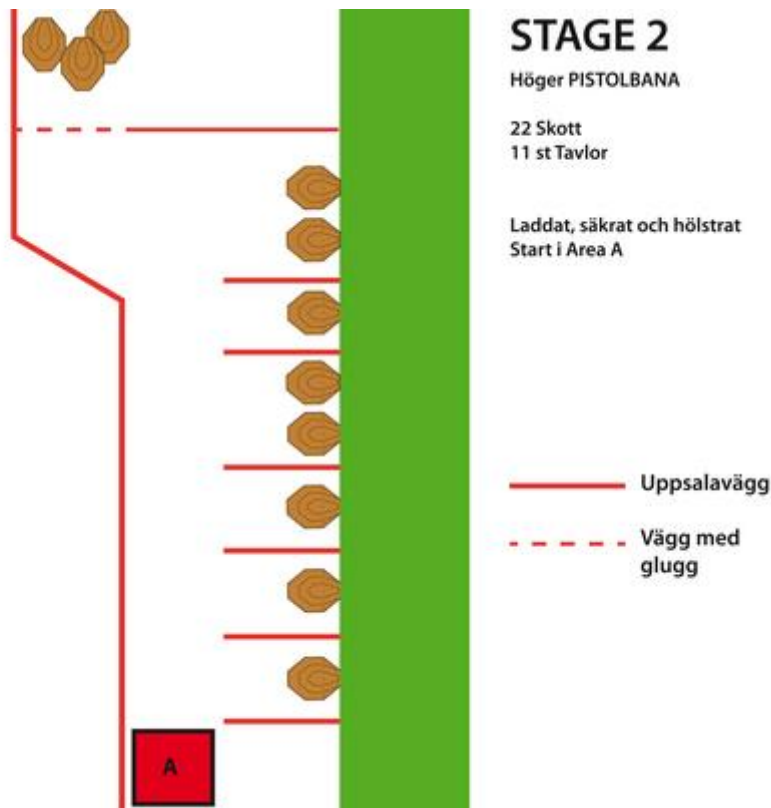 STAGE 2
Höger PISTOLBANA
22 Skott
11 st Tavlor
Laddat, säkrat och hölstrat
Start i Area A
Uppsalavägg
Vägg med
glugg
A